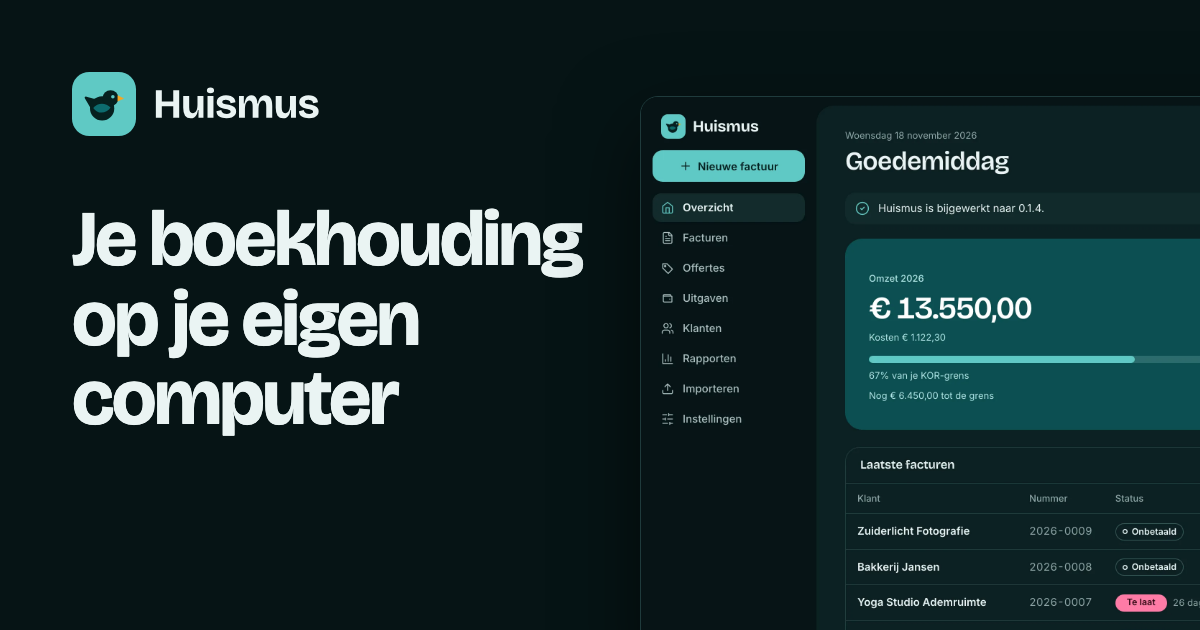 Huismus
Je boekhouding
op je eigen
computer
Huismus
Nieuwe factuur
Overzicht
Facturen
Offertes
Uitgaven
Klanten
Rapporten
Importeren
Instellingen
Woensdag 18 november 2026
Goedemiddag
Huismus is bijgewerkt naar 0.1.4.
Omzet 2026
€ 13.550,00
Kosten € 1.122,30
67% van je KOR-grens
Nog € 6.450,00 tot de grens
Laatste facturen
Klant Nummer Status
Zuiderlicht Fotografie 2026-0009 Onbetaald
Bakkerij Jansen 2026-0008 Onbetaald
Yoga Studio Ademruimte 2026-0007 Te laat 26